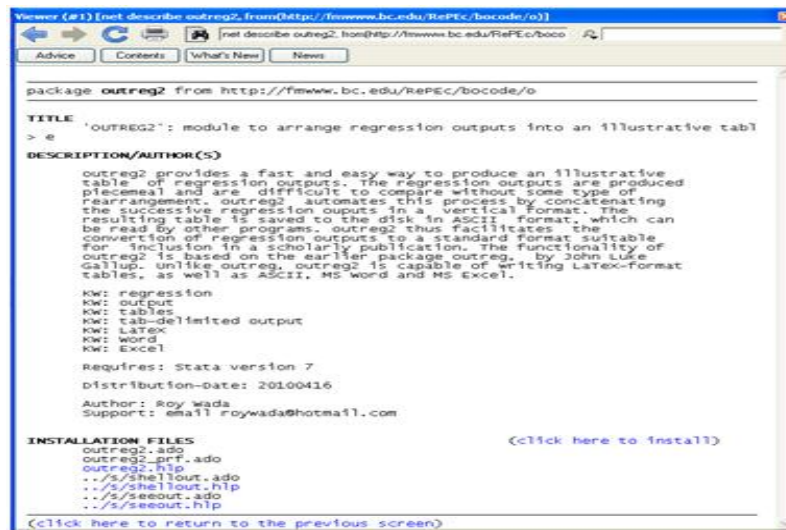 Viewer (#1) [net describe outreg2, from(http://fmwww.bc.edu/RePEc/bocode/o)]
net describe outreg2, from(http://fmwww.bc.edu/RePEc/boco
Advice Contents What's New News
package outreg2 from http://fmwww.bc.edu/RePEc/bocode/o
TITLE
'OUTREG2': module to arrange regression outputs into an illustrative tabl
> e
DESCRIPTION/AUTHOR(S)
outreg2 provides a fast and easy way to produce an illustrative
table of regression outputs. The regression outputs are produced
piecemeal and are difficult to compare without some type of
rearrangement. outreg2 automates this process by concatenating
the successive regression ouputs in a vertical format. The
resulting table is saved to the disk in ASCII format, which can
be read by other programs. outreg2 thus facilitates the
convertion of regression outputs to a standard format suitable
for inclusion in a scholarly publication. The functionality of
outreg2 is based on the earlier package outreg, by John Luke
Gallup. Unlike outreg, outreg2 is capable of writing LaTeX-format
tables, as well as ASCII, MS Word and MS Excel.
KW: regression
KW: output
KW: tables
KW: tab-delimited output
KW: LaTeX
KW: Word
KW: Excel
Requires: Stata version 7
Distribution-Date: 20100416
Author: Roy Wada
Support: email roywada@hotmail.com
INSTALLATION FILES (click here to install)
outreg2.ado
outreg2_prf.ado
outreg2.hlp
../s/shellout.ado
../s/shellout.hlp
../s/seeout.ado
../s/seeout.hlp
(click here to return to the previous screen)